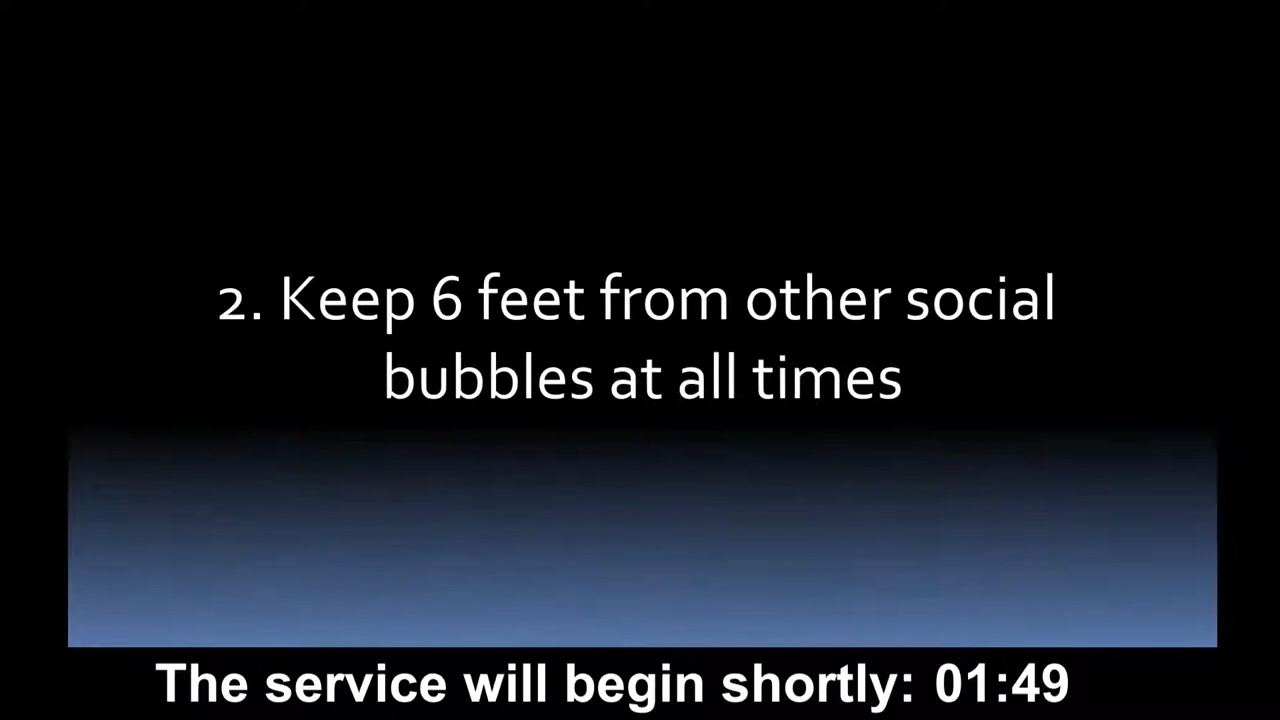 2. Keep 6 feet from other social
bubbles at all times
The service will begin shortly: 01:49